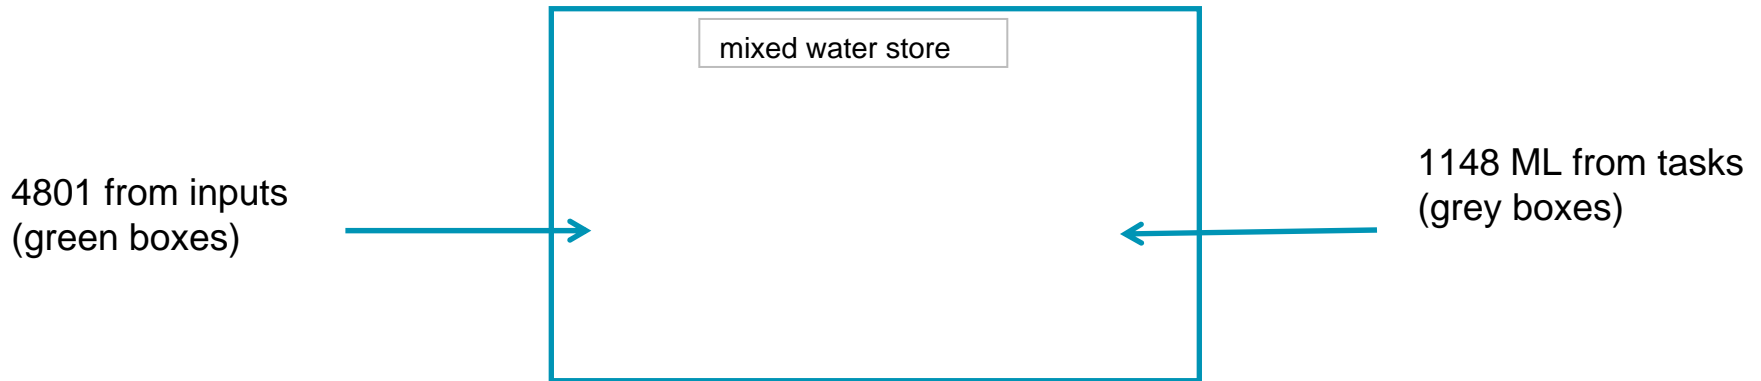 mixed water store
4801 from inputs
(green boxes)
1148 ML from tasks
(grey boxes)